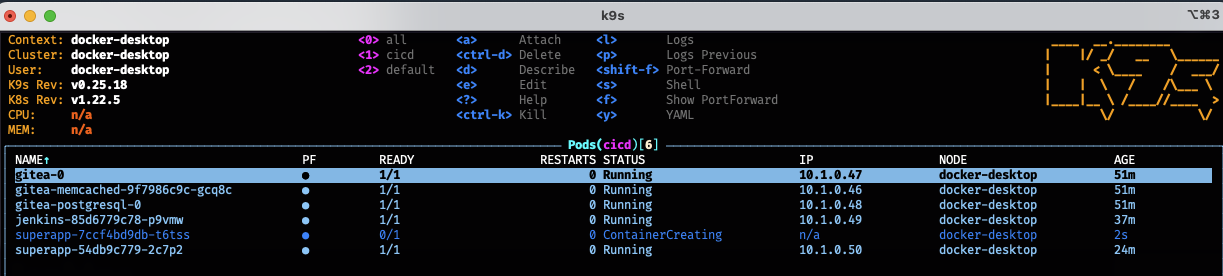 k9s
⌥⌘3
Context: docker-desktop <0> all <a> Attach <l> Logs
Cluster: docker-desktop <1> cicd <ctrl-d> Delete <p> Logs Previous
User: docker-desktop <2> default <d> Describe <shift-f> Port-Forward
K9s Rev: v0.25.18 <e> Edit <s> Shell
K8s Rev: v1.22.5 <?> Help <f> Show PortForward
CPU: n/a <ctrl-k> Kill <y> YAML
MEM: n/a
Pods(cicd)[6]
NAME↑ PF READY RESTARTS STATUS IP NODE AGE
gitea-0 ● 1/1 0 Running 10.1.0.47 docker-desktop 51m
gitea-memcached-9f7986c9c-gcq8c ● 1/1 0 Running 10.1.0.46 docker-desktop 51m
gitea-postgresql-0 ● 1/1 0 Running 10.1.0.48 docker-desktop 51m
jenkins-85d6779c78-p9vmw ● 1/1 0 Running 10.1.0.49 docker-desktop 37m
superapp-7ccf4bd9db-t6tss ● 0/1 0 ContainerCreating n/a docker-desktop 2s
superapp-54db9c779-2c7p2 ● 1/1 0 Running 10.1.0.50 docker-desktop 24m